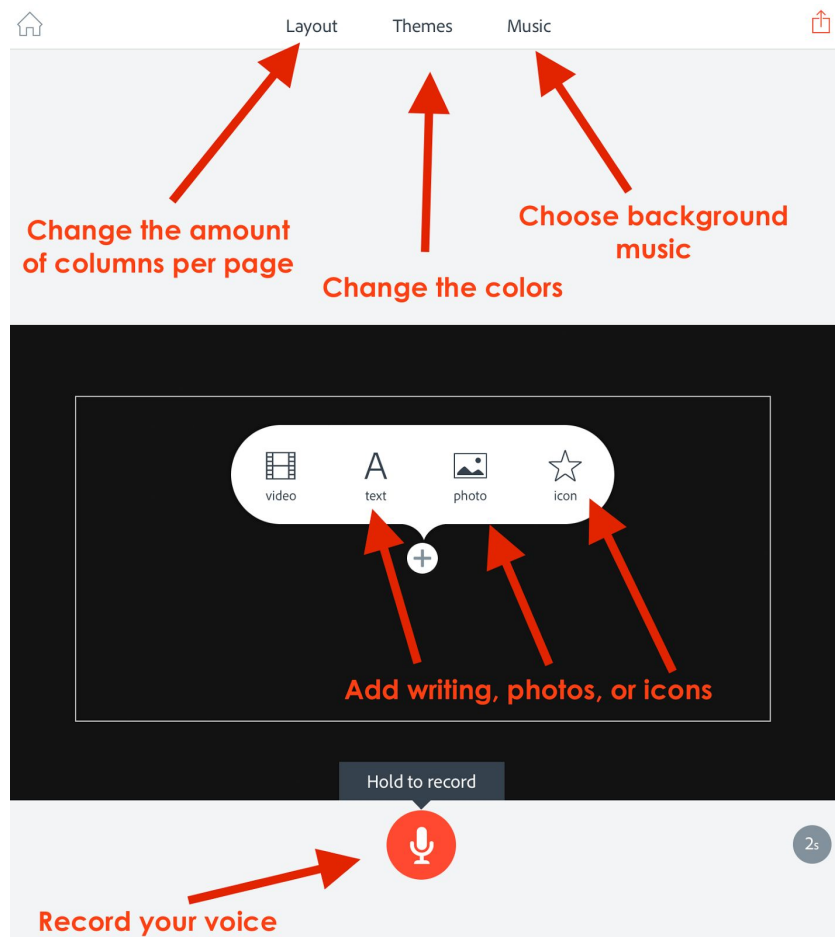 Layout Themes Music
Change the amount
of columns per page
Choose background
music
Change the colors
video text photo icon
Add writing, photos, or icons
Hold to record
2s
Record your voice